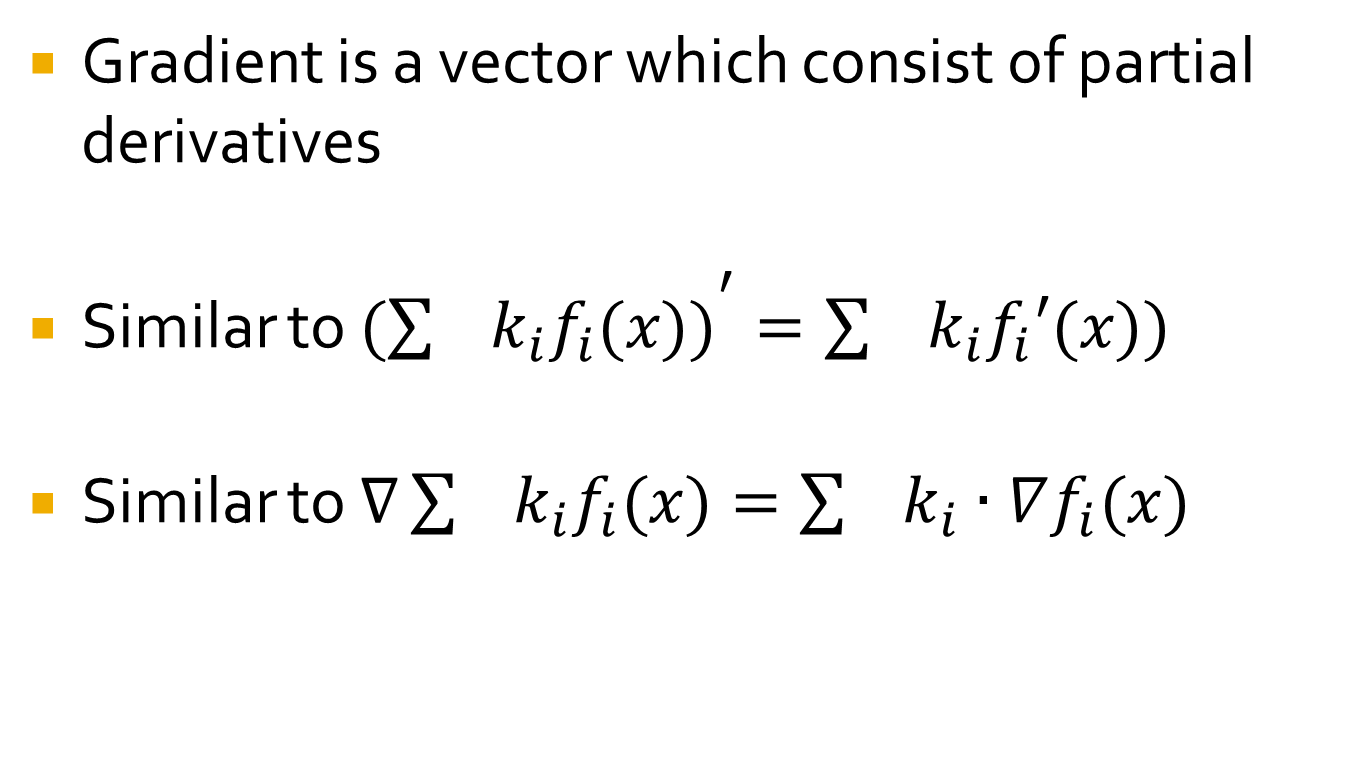 ▪ Gradient is a vector which consist of partial
derivatives
▪ Similar to (∑ kᵢfᵢ(x))′ = ∑ kᵢfᵢ′(x))
▪ Similar to ∇∑ kᵢfᵢ(x) = ∑ kᵢ · ∇fᵢ(x)